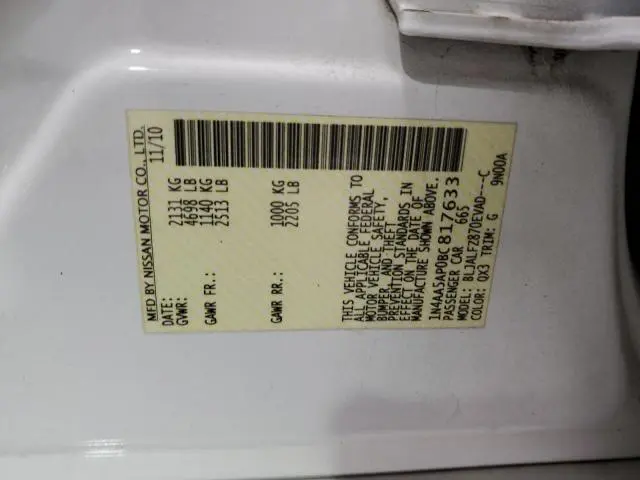 MFD BY NISSAN MOTOR CO., LTD.
DATE: 11/10
GVWR: 2131 KG
4698 LB
GAWR FR: 1140 KG
2513 LB
GAWR RR: 1000 KG
2205 LB
THIS VEHICLE CONFORMS TO
ALL APPLICABLE FEDERAL
MOTOR VEHICLE SAFETY,
BUMPER, AND THEFT
PREVENTION STANDARDS IN
EFFECT ON THE DATE OF
MANUFACTURE SHOWN ABOVE.
1N4AA5AP0BC817633
PASSENGER CAR 665
MODEL: BLJALFZ870EVAD---C
COLOR: QX3 TRIM: G 9N00A